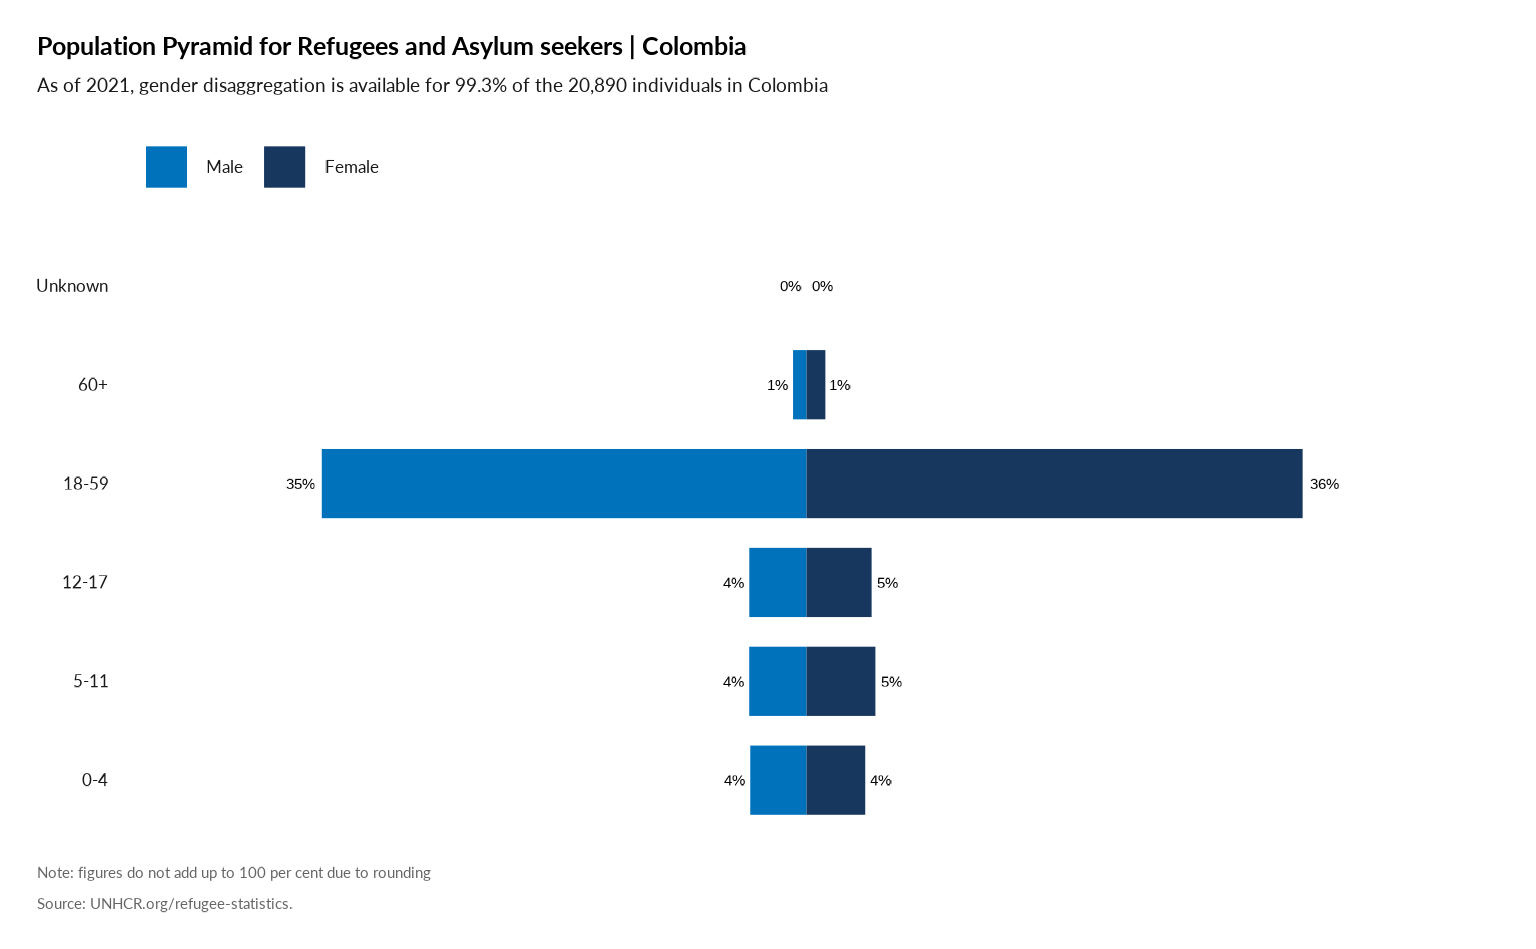 Population Pyramid for Refugees and Asylum seekers | Colombia
As of 2021, gender disaggregation is available for 99.3% of the 20,890 individuals in Colombia
Male Female
Unknown 0% 0%
60+ 1% 1%
18-59 35% 36%
12-17 4% 5%
5-11 4% 5%
0-4 4% 4%
Note: figures do not add up to 100 per cent due to rounding
Source: UNHCR.org/refugee-statistics.